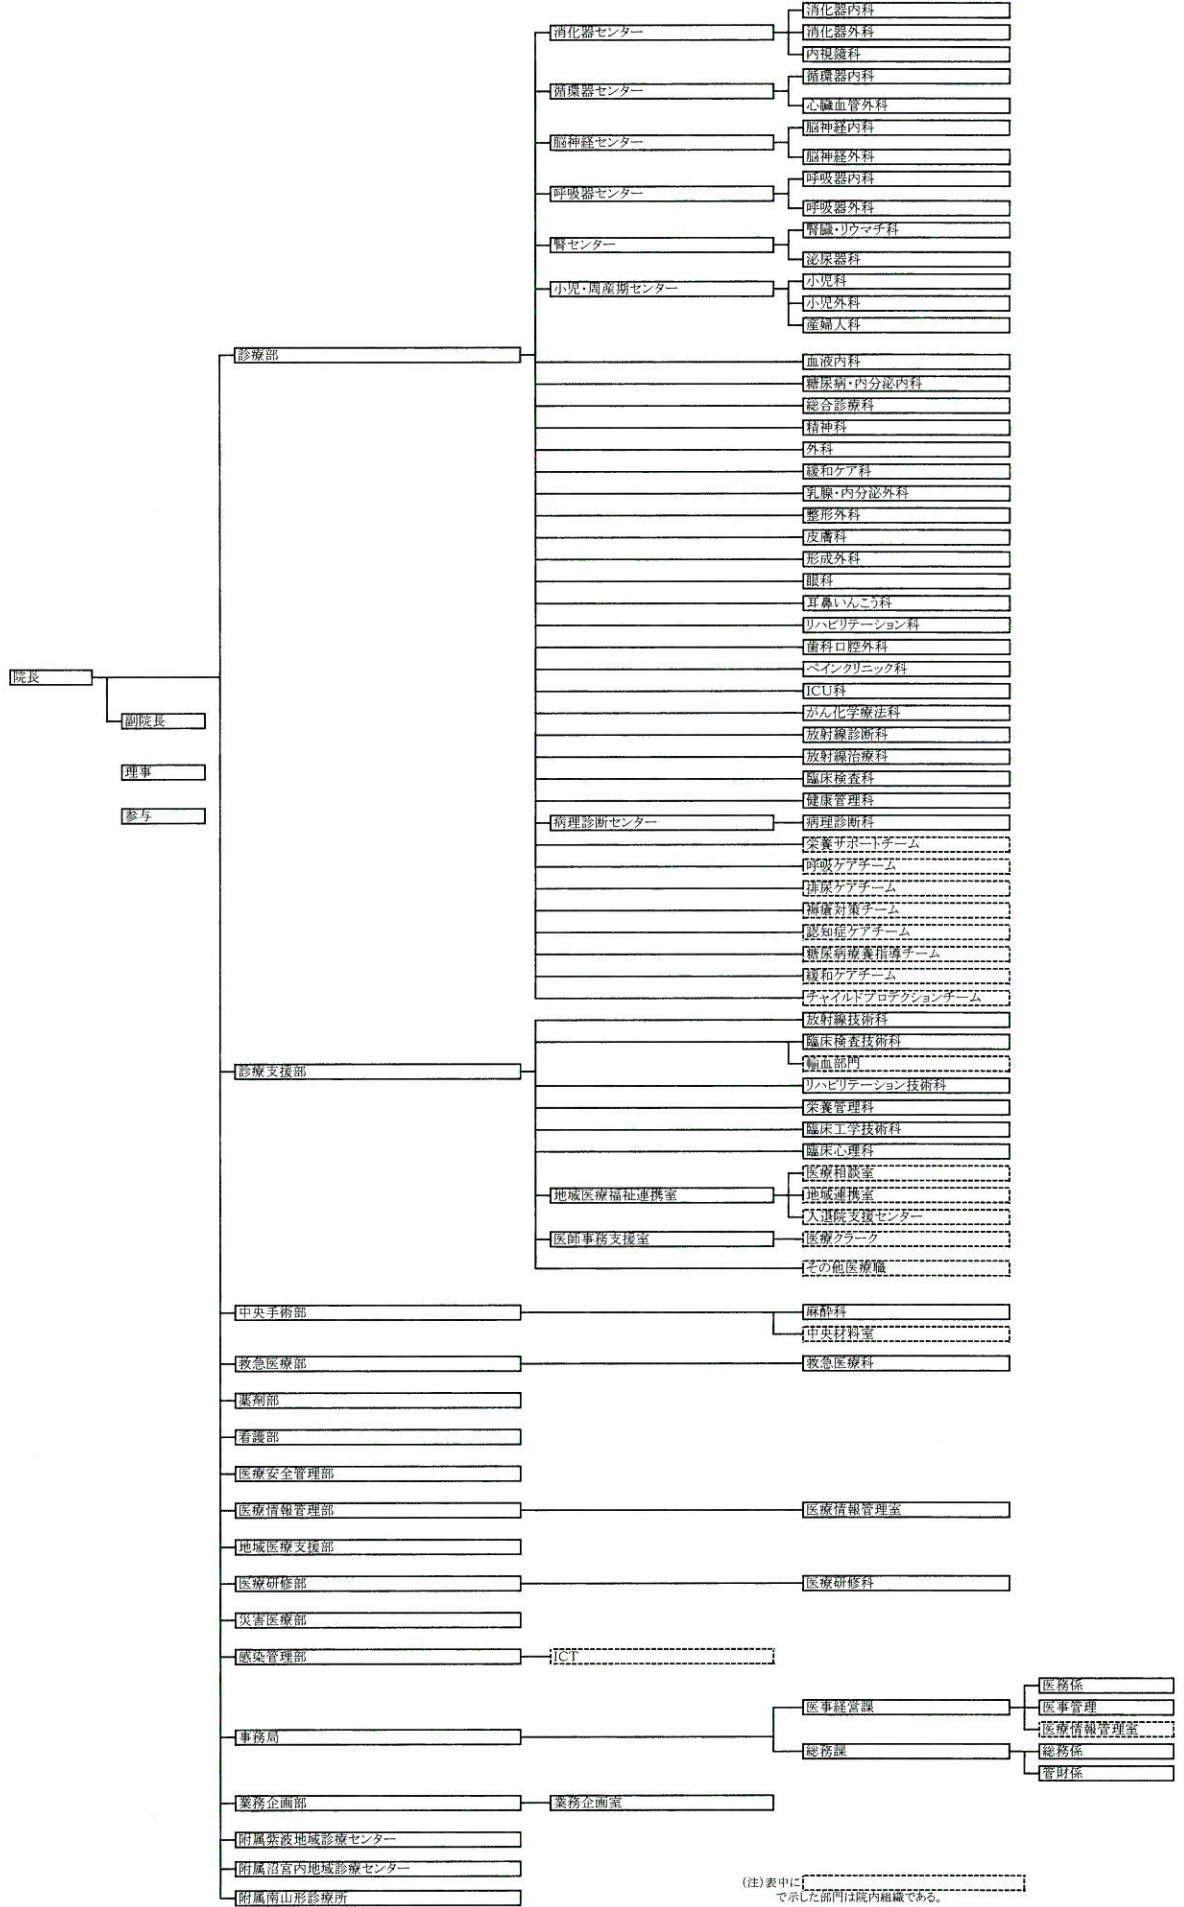 消化器内科
消化器センター
消化器外科
内視鏡科
循環器内科
循環器センター
心臓血管外科
脳神経内科
脳神経センター
脳神経外科
呼吸器内科
呼吸器センター
呼吸器外科
腎臓・リウマチ科
腎センター
泌尿器科
小児科
小児・周産期センター
小児外科
産婦人科
診療部
血液内科
糖尿病・内分泌内科
総合診療科
精神科
外科
緩和ケア科
乳腺・内分泌外科
整形外科
皮膚科
形成外科
眼科
耳鼻いんこう科
リハビリテーション科
歯科口腔外科
ペインクリニック科
院長
ICU科
がん化学療法科
副院長
放射線診断科
放射線治療科
理事
臨床検査科
健康管理科
参与
病理診断センター
病理診断科
栄養サポートチーム
呼吸ケアチーム
排尿ケアチーム
褥瘡対策チーム
認知症ケアチーム
糖尿病療養指導チーム
緩和ケアチーム
チャイルドプロテクションチーム
放射線技術科
臨床検査技術科
輸血部門
診療支援部
リハビリテーション技術科
栄養管理科
臨床工学技術科
臨床心理科
医療相談室
地域医療福祉連携室
地域連携室
入退院支援センター
医師事務支援室
医療クラーク
その他医療職
中央手術部
麻酔科
中央材料室
救急医療部
救急医療科
薬剤部
看護部
医療安全管理部
医療情報管理部
医療情報管理室
地域医療支援部
医療研修部
医療研修科
災害医療部
感染管理部
ICT
医務係
医事経営課
医事管理
医療情報管理室
事務局
総務課
総務係
管財係
業務企画部
業務企画室
附属紫波地域診療センター
附属沼宮内地域診療センター
附属南山形診療所
(注)表中に
で示した部門は院内組織である。